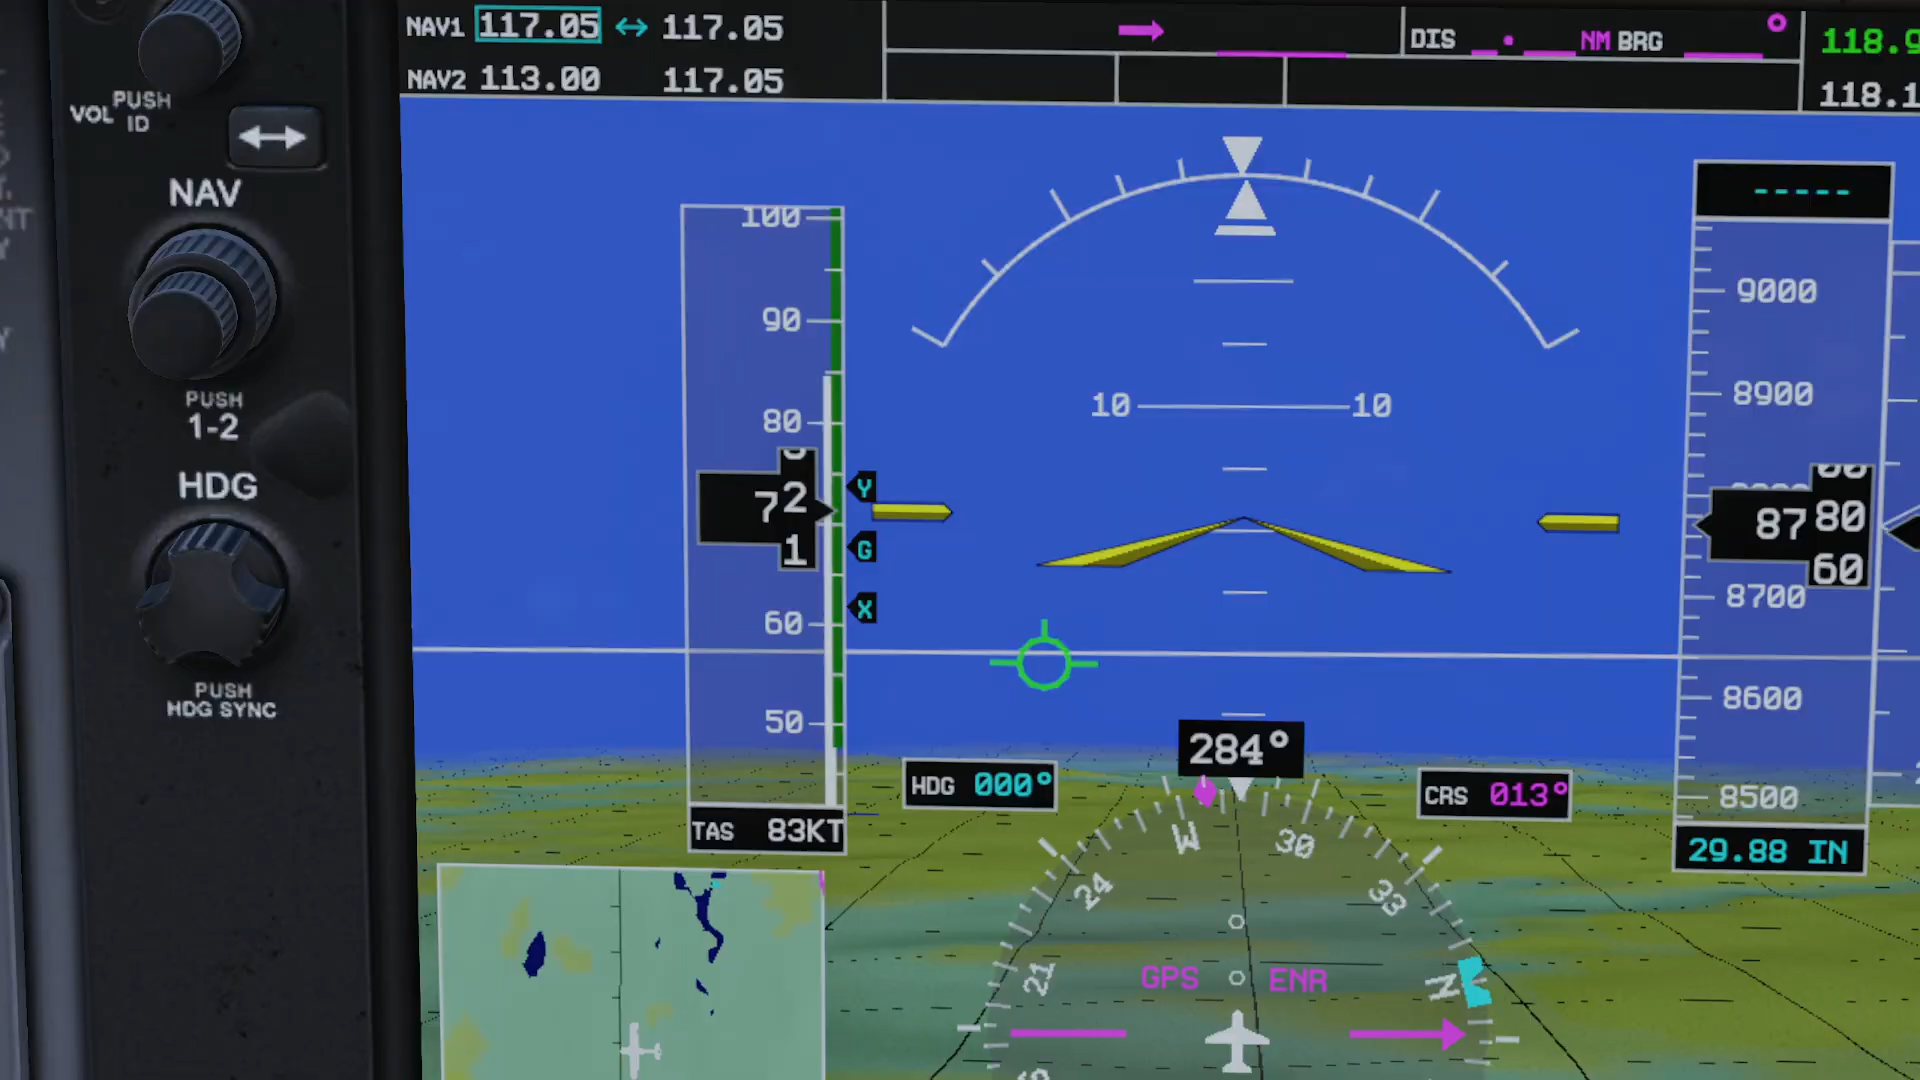 NAV1 117.05 ↔ 117.05
DIS NM BRG
118.9
NAV2 113.00 117.05
118.1
VOL PUSH
ID
NAV
PUSH
1-2
HDG
PUSH
HDG SYNC
100
90
80
72
1
60
50
TAS 83KT
Y
G
X
10 10
-----
9000
8900
8780
60
8700
8600
8500
29.88 IN
284°
HDG 000°
CRS 013°
21
24
W
30
33
N
GPS ENR